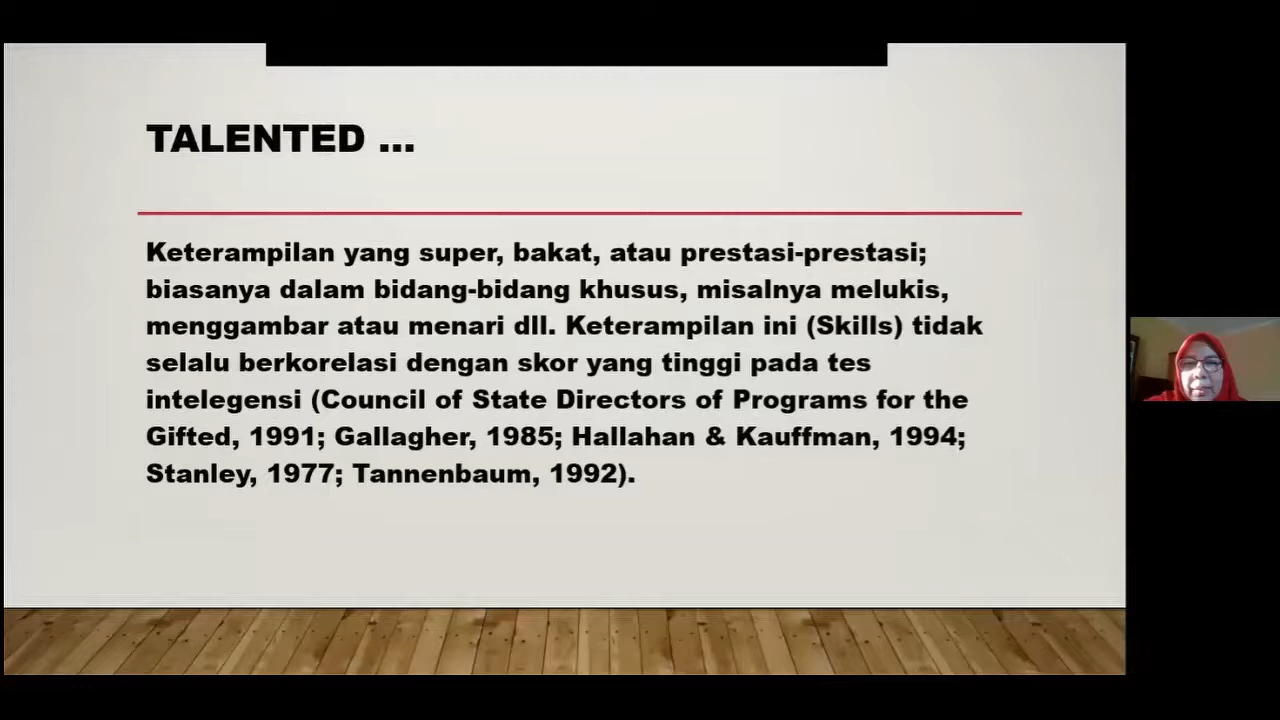 TALENTED ...
Keterampilan yang super, bakat, atau prestasi-prestasi;
biasanya dalam bidang-bidang khusus, misalnya melukis,
menggambar atau menari dll. Keterampilan ini (Skills) tidak
selalu berkorelasi dengan skor yang tinggi pada tes
intelegensi (Council of State Directors of Programs for the
Gifted, 1991; Gallagher, 1985; Hallahan & Kauffman, 1994;
Stanley, 1977; Tannenbaum, 1992).